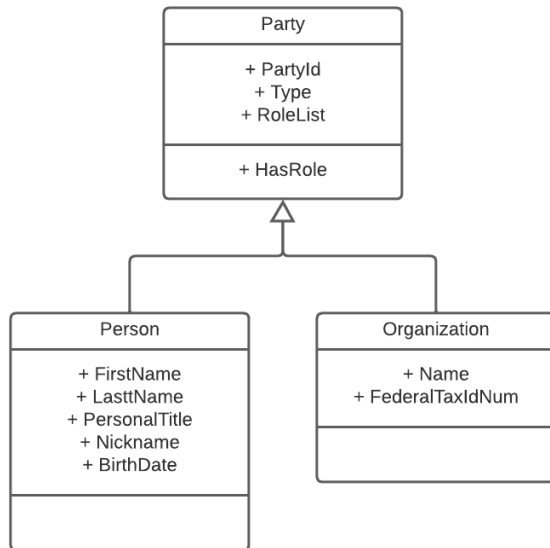 Party
+ PartyId
+ Type
+ RoleList
+ HasRole
Person
+ FirstName
+ LasttName
+ PersonalTitle
+ Nickname
+ BirthDate
Organization
+ Name
+ FederalTaxIdNum